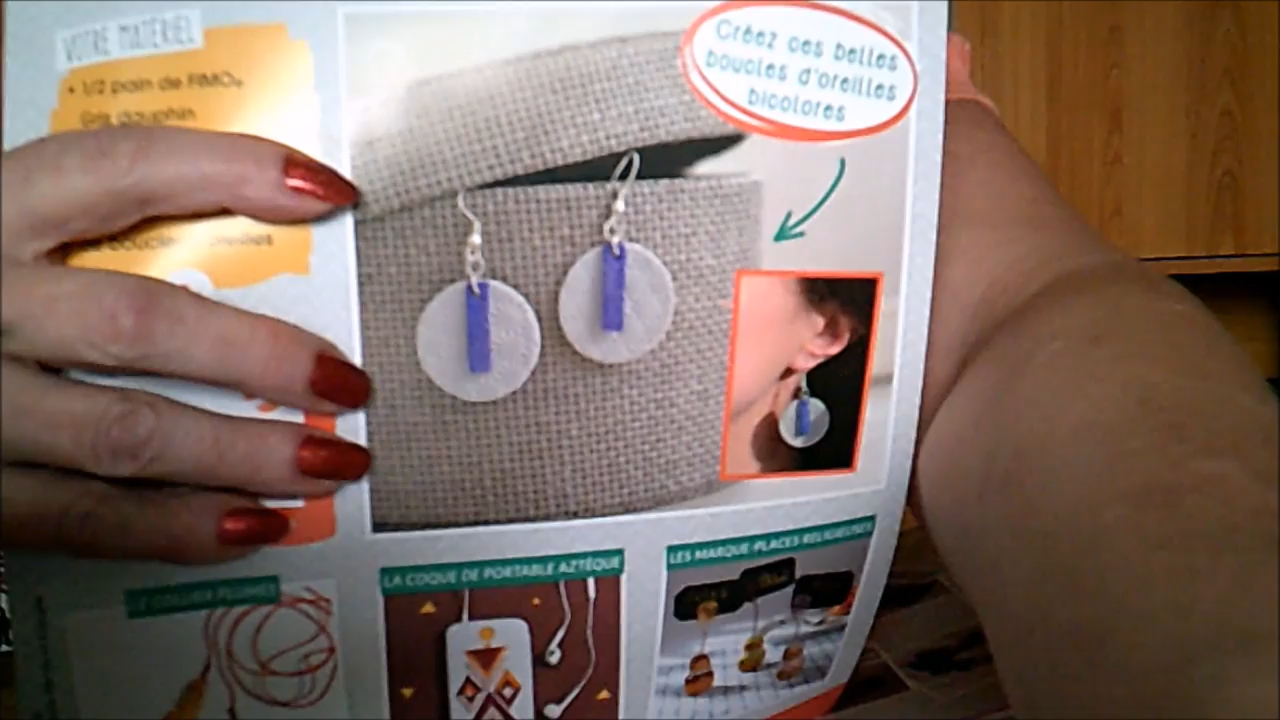 VOTRE MATÉRIEL
+ 1/2 pain de FIMO®
Gris dauphin
Créez ces belles
boucles d'oreilles
bicolores
LA COQUE DE PORTABLE AZTÈQUE
LES MARQUE-PLACES RELIGIEUSES